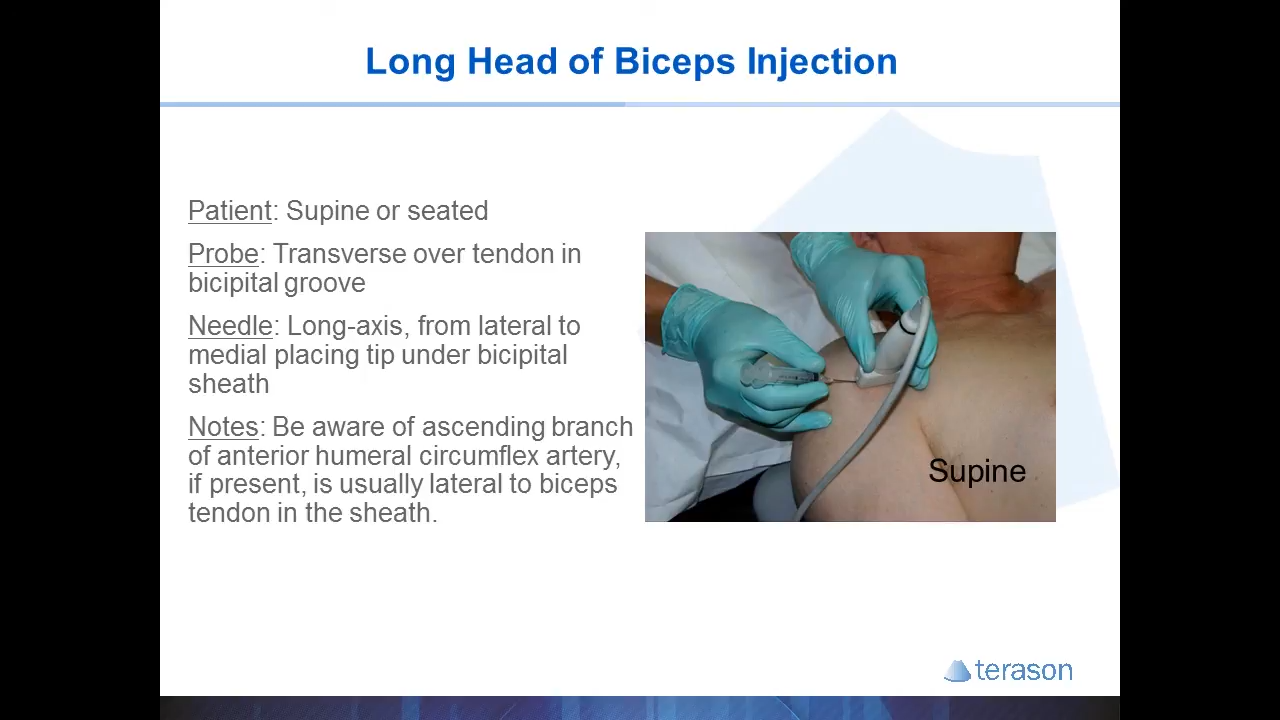 Long Head of Biceps Injection
Patient: Supine or seated
Probe: Transverse over tendon in
bicipital groove
Needle: Long-axis, from lateral to
medial placing tip under bicipital
sheath
Notes: Be aware of ascending branch
of anterior humeral circumflex artery,
if present, is usually lateral to biceps
tendon in the sheath.
Supine
terason